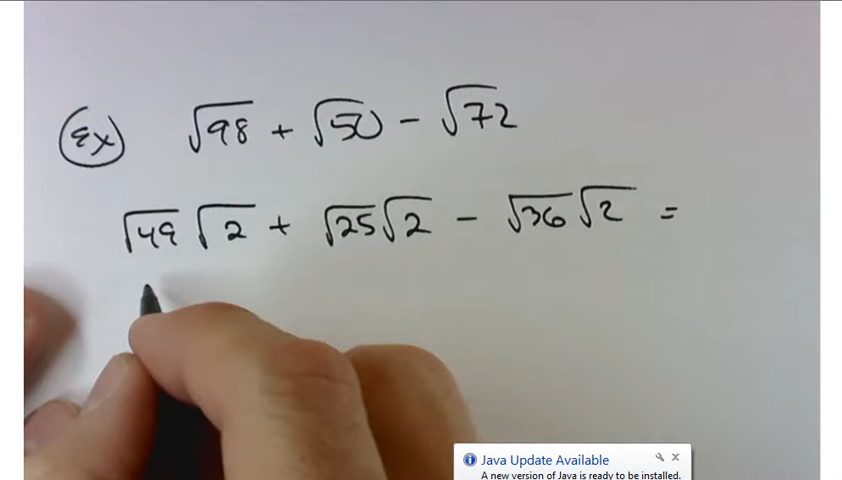 Ex √98 + √50 - √72
√49 √2 + √25 √2 - √36 √2 =
Java Update Available
A new version of Java is ready to be installed.